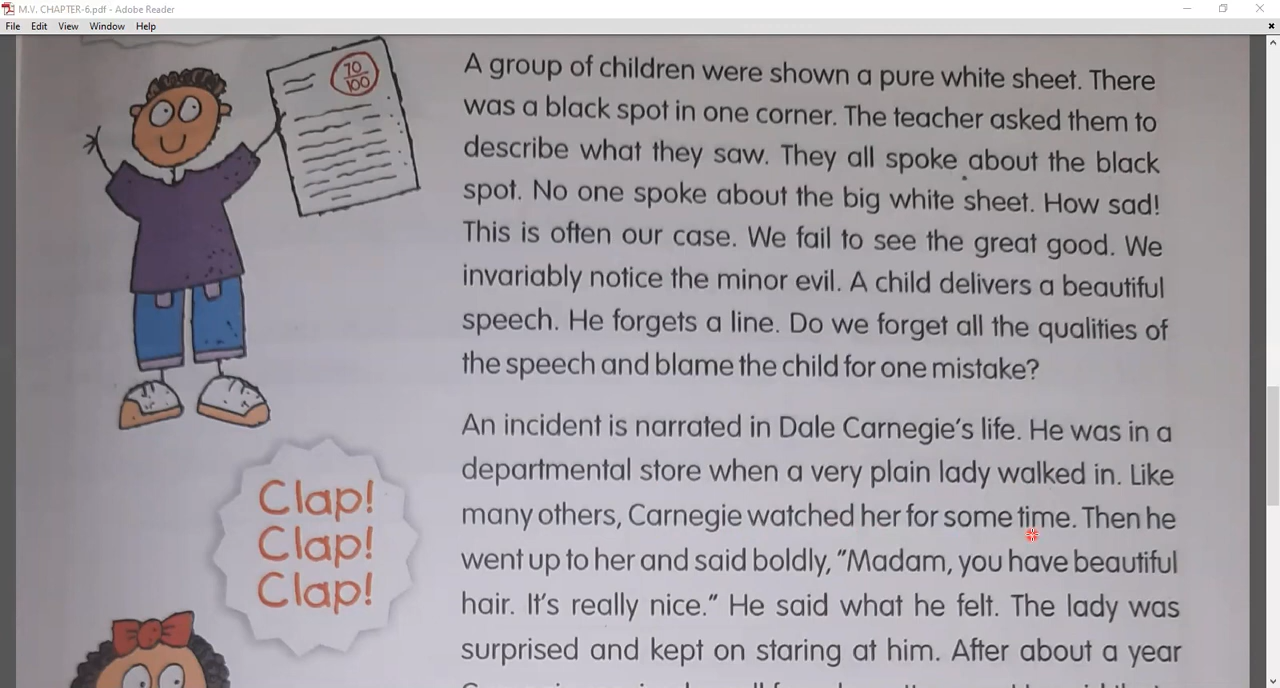 M.V. CHAPTER-6.pdf - Adobe Reader
File Edit View Window Help
70
100
A group of children were shown a pure white sheet. There
was a black spot in one corner. The teacher asked them to
describe what they saw. They all spoke about the black
spot. No one spoke about the big white sheet. How sad!
This is often our case. We fail to see the great good. We
invariably notice the minor evil. A child delivers a beautiful
speech. He forgets a line. Do we forget all the qualities of
the speech and blame the child for one mistake?
An incident is narrated in Dale Carnegie's life. He was in a
departmental store when a very plain lady walked in. Like
many others, Carnegie watched her for some time. Then he
went up to her and said boldly, "Madam, you have beautiful
hair. It's really nice." He said what he felt. The lady was
surprised and kept on staring at him. After about a year
Clap!
Clap!
Clap!